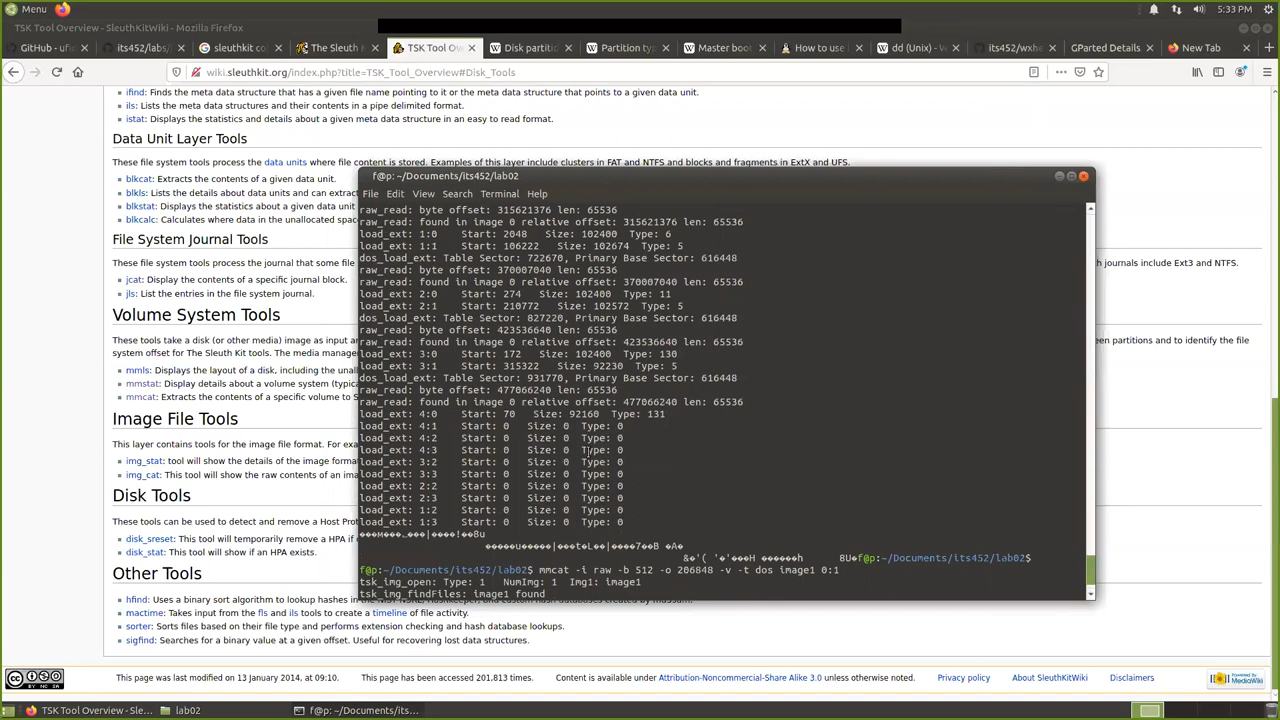 Menu
5:33 PM
TSK Tool Overview - SleuthKitWiki - Mozilla Firefox
GitHub - ufi
its452/labs/
sleuthkit co
The Sleuth K
TSK Tool Ov
Disk partiti
Partition typ
Master boot
How to use
dd (Unix) - W
its452/wxhe
GParted Details
New Tab
wiki.sleuthkit.org/index.php?title=TSK_Tool_Overview#Disk_Tools
ifind: Finds the meta data structure that has a given file name pointing to it or the meta data structure that points to a given data unit.
ils: Lists the meta data structures and their contents in a pipe delimited format.
istat: Displays the statistics and details about a given meta data structure in an easy to read format.
Data Unit Layer Tools
These file system tools process the data units where file content is stored. Examples of this layer include clusters in FAT and NTFS and blocks and fragments in ExtX and UFS.
blkcat: Extracts the contents of a given data unit.
blkls: Lists the details about data units and can extrac
blkstat: Displays the statistics about a given data unit
blkcalc: Calculates where data in the unallocated spac
File System Journal Tools
These file system tools process the journal that some file
h journals include Ext3 and NTFS.
jcat: Display the contents of a specific journal block.
jls: List the entries in the file system journal.
Volume System Tools
These tools take a disk (or other media) image as input an
een partitions and to identify the file
system offset for The Sleuth Kit tools. The media manage
mmls: Displays the layout of a disk, including the unall
mmstat: Display details about a volume system (typic
mmcat: Extracts the contents of a specific volume to S
Image File Tools
This layer contains tools for the image file format. For exa
img_stat: tool will show the details of the image forma
img_cat: This tool will show the raw contents of an ima
Disk Tools
These tools can be used to detect and remove a Host Prot
disk_sreset: This tool will temporarily remove a HPA if
disk_stat: This tool will show if an HPA exists.
Other Tools
hfind: Uses a binary sort algorithm to lookup hashes in
mactime: Takes input from the fls and ils tools to create a timeline of file activity.
sorter: Sorts files based on their file type and performs extension checking and hash database lookups.
sigfind: Searches for a binary value at a given offset. Useful for recovering lost data structures.
f@p: ~/Documents/its452/lab02
File Edit View Search Terminal Help
raw_read: byte offset: 315621376 len: 65536
raw_read: found in image 0 relative offset: 315621376 len: 65536
load_ext: 1:0 Start: 2048 Size: 102400 Type: 6
load_ext: 1:1 Start: 106222 Size: 102674 Type: 5
dos_load_ext: Table Sector: 722670, Primary Base Sector: 616448
raw_read: byte offset: 370007040 len: 65536
raw_read: found in image 0 relative offset: 370007040 len: 65536
load_ext: 2:0 Start: 274 Size: 102400 Type: 11
load_ext: 2:1 Start: 210772 Size: 102572 Type: 5
dos_load_ext: Table Sector: 827220, Primary Base Sector: 616448
raw_read: byte offset: 423536640 len: 65536
raw_read: found in image 0 relative offset: 423536640 len: 65536
load_ext: 3:0 Start: 172 Size: 102400 Type: 130
load_ext: 3:1 Start: 315322 Size: 92230 Type: 5
dos_load_ext: Table Sector: 931770, Primary Base Sector: 616448
raw_read: byte offset: 477066240 len: 65536
raw_read: found in image 0 relative offset: 477066240 len: 65536
load_ext: 4:0 Start: 70 Size: 92160 Type: 131
load_ext: 4:1 Start: 0 Size: 0 Type: 0
load_ext: 4:2 Start: 0 Size: 0 Type: 0
load_ext: 4:3 Start: 0 Size: 0 Type: 0
load_ext: 3:2 Start: 0 Size: 0 Type: 0
load_ext: 3:3 Start: 0 Size: 0 Type: 0
load_ext: 2:2 Start: 0 Size: 0 Type: 0
load_ext: 2:3 Start: 0 Size: 0 Type: 0
load_ext: 1:2 Start: 0 Size: 0 Type: 0
load_ext: 1:3 Start: 0 Size: 0 Type: 0
f@p:~/Documents/its452/lab02$
f@p:~/Documents/its452/lab02$ mmcat -i raw -b 512 -o 206848 -v -t dos image1 0:1
tsk_img_open: Type: 1 NumImg: 1 Img1: image1
tsk_img_findFiles: image1 found
This page was last modified on 13 January 2014, at 09:10.
This page has been accessed 201,813 times.
Content is available under Attribution-Noncommercial-Share Alike 3.0 unless otherwise noted.
Privacy policy
About SleuthKitWiki
Disclaimers
Powered By MediaWiki
TSK Tool Overview - Sle...
lab02
f@p: ~/Documents/its...